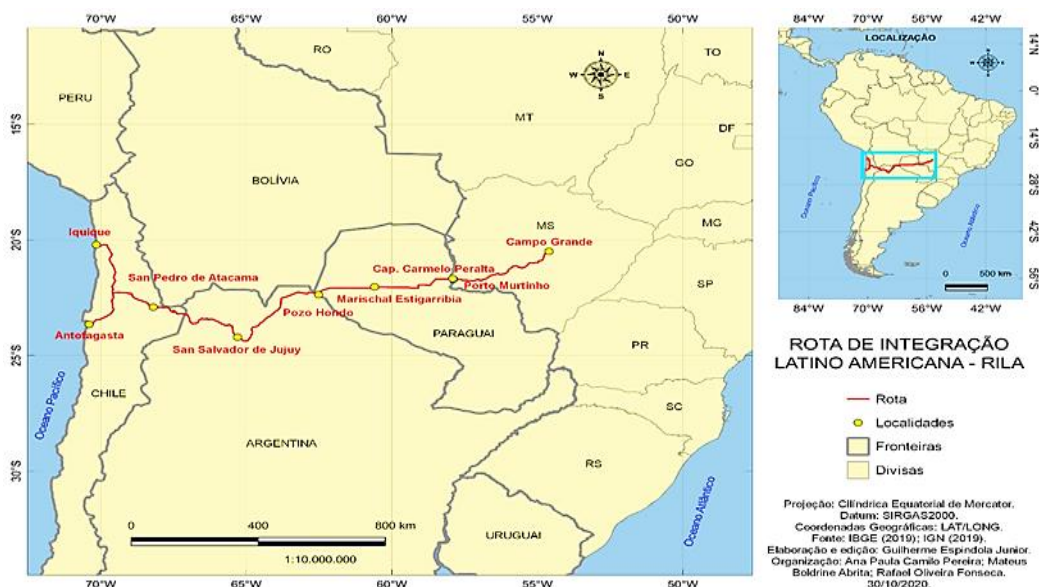 70°W 65°W 60°W 55°W 50°W
15°S
20°S
25°S
30°S
PERU
RO
TO
MT
DF
GO
BOLÍVIA
MS
MG
Iquique
Campo Grande
San Pedro de Atacama
Cap. Carmelo Peralta
Porto Murtinho
SP
Marischal Estigarribia
Pozo Hondo
Antofagasta
San Salvador de Jujuy
PARAGUAI
PR
CHILE
SC
ARGENTINA
RS
URUGUAI
Oceano Pacífico
Oceano Atlântico
N
W E
S
0 400 800 km
1:10.000.000
70°W 65°W 60°W 55°W 50°W
84°W 70°W 56°W 42°W
LOCALIZAÇÃO
14°N
0°
14°S
28°S
42°S
56°S
Oceano Pacífico
Oceano Atlântico
0 500 km
84°W 70°W 56°W 42°W
ROTA DE INTEGRAÇÃO
LATINO AMERICANA - RILA
Rota
Localidades
Fronteiras
Divisas
Projeção: Cilíndrica Equatorial de Mercator.
Datum: SIRGAS2000.
Coordenadas Geográficas: LAT/LONG.
Fonte: IBGE (2019); IGN (2019).
Elaboração e edição: Guilherme Espindola Junior.
Organização: Ana Paula Camilo Pereira; Mateus
Boldrine Abrita; Rafael Oliveira Fonseca.
30/10/2020.